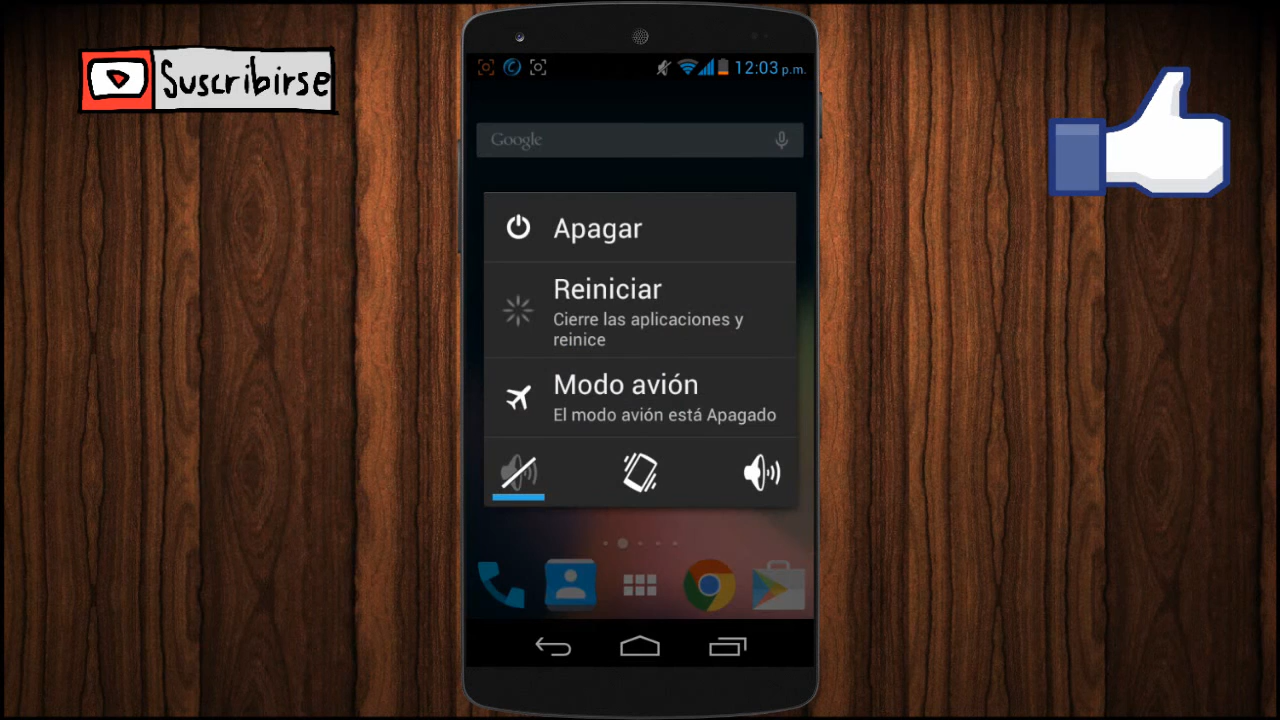 Suscribirse
12:03 p.m.
Google
Apagar
Reiniciar
Cierre las aplicaciones y
reinice
Modo avión
El modo avión está Apagado